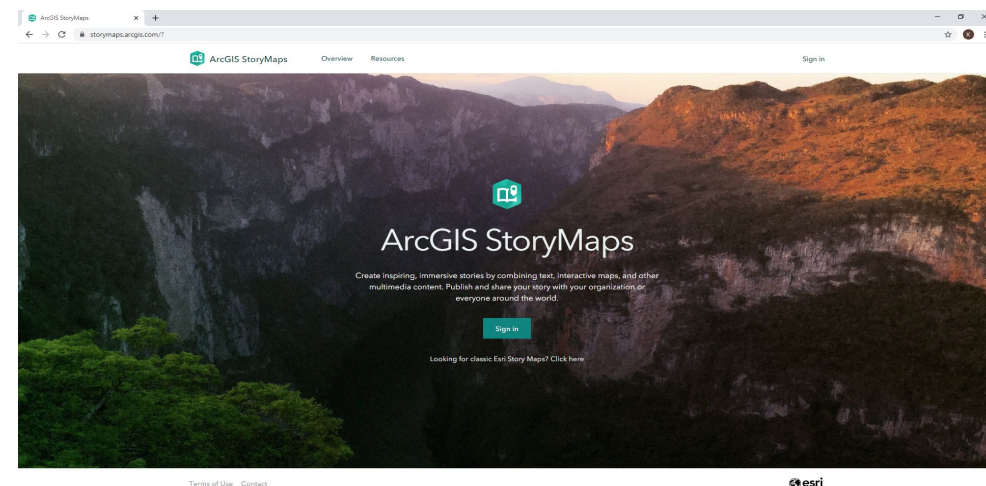 ArcGIS StoryMaps
storymaps.arcgis.com/?
K
ArcGIS StoryMaps Overview Resources Sign in
ArcGIS StoryMaps
Create inspiring, immersive stories by combining text, interactive maps, and other
multimedia content. Publish and share your story with your organization or
everyone around the world.
Sign in
Looking for classic Esri Story Maps? Click here
Terms of Use Contact esri